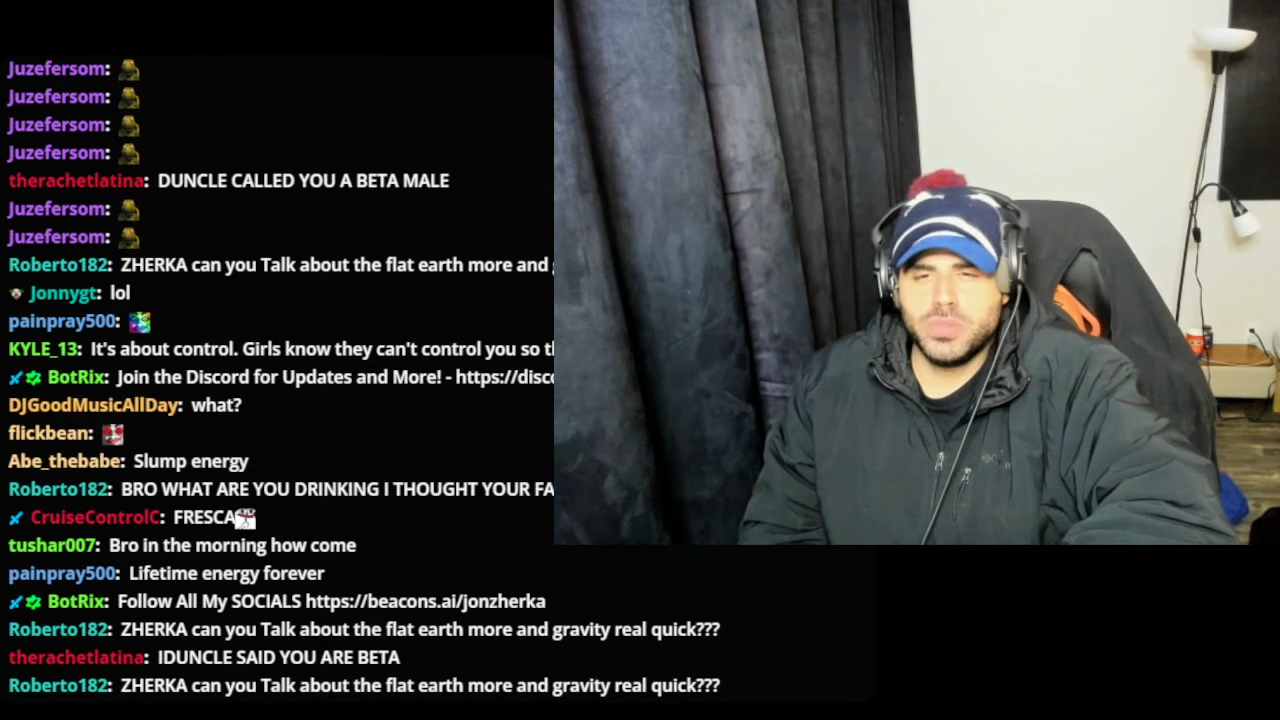 Juzefersom:
Juzefersom:
Juzefersom:
Juzefersom:
therachetlatina: DUNCLE CALLED YOU A BETA MALE
Juzefersom:
Juzefersom:
Roberto182: ZHERKA can you Talk about the flat earth more and
Jonnygt: lol
painpray500:
KYLE_13: It's about control. Girls know they can't control you so
BotRix: Join the Discord for Updates and More! - https://disc
DJGoodMusicAllDay: what?
flickbean:
Abe_thebabe: Slump energy
Roberto182: BRO WHAT ARE YOU DRINKING I THOUGHT YOUR
CruiseControlC: FRESCA
tushar007: Bro in the morning how come
painpray500: Lifetime energy forever
BotRix: Follow All My SOCIALS https://beacons.ai/jonzherka
Roberto182: ZHERKA can you Talk about the flat earth more and gravity real quick???
therachetlatina: IDUNCLE SAID YOU ARE BETA
Roberto182: ZHERKA can you Talk about the flat earth more and gravity real quick???